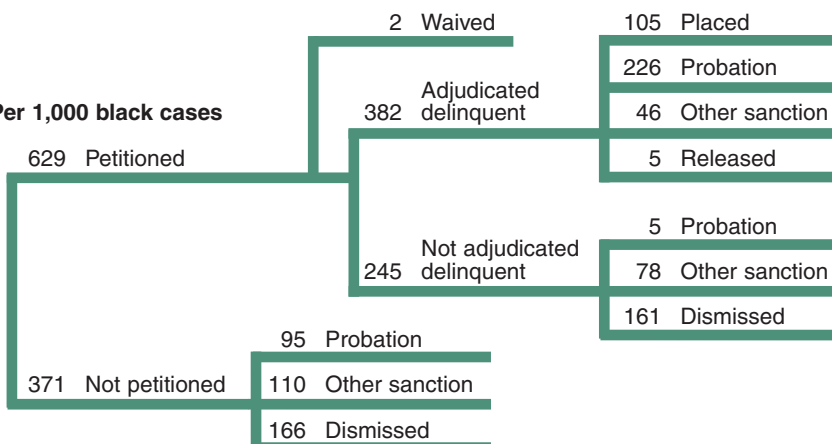 2 Waived
105 Placed
226 Probation
Per 1,000 black cases
382 Adjudicated
delinquent
46 Other sanction
629 Petitioned
5 Released
5 Probation
245 Not adjudicated
delinquent
78 Other sanction
161 Dismissed
95 Probation
371 Not petitioned
110 Other sanction
166 Dismissed